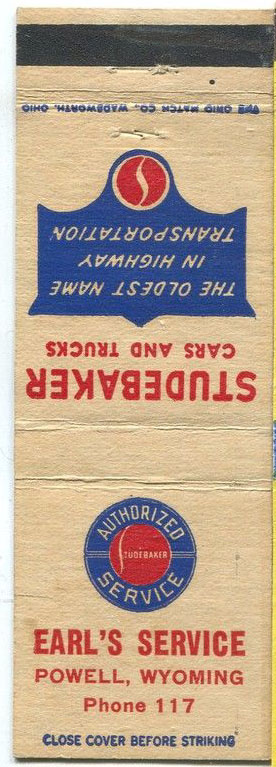 THE OHIO MATCH CO., WADSWORTH, OHIO
STUDEBAKER
CARS AND TRUCKS
THE OLDEST NAME
IN HIGHWAY
TRANSPORTATION
S
AUTHORIZED
STUDEBAKER
SERVICE
EARL'S SERVICE
POWELL, WYOMING
Phone 117
CLOSE COVER BEFORE STRIKING